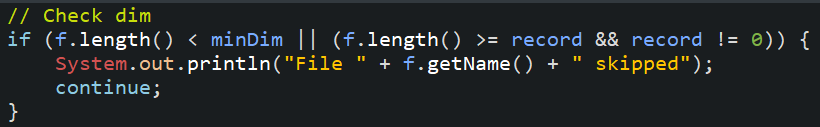 // Check dim
if (f.length() < minDim || (f.length() >= record && record != 0)) {
    System.out.println("File " + f.getName() + " skipped");
    continue;
}